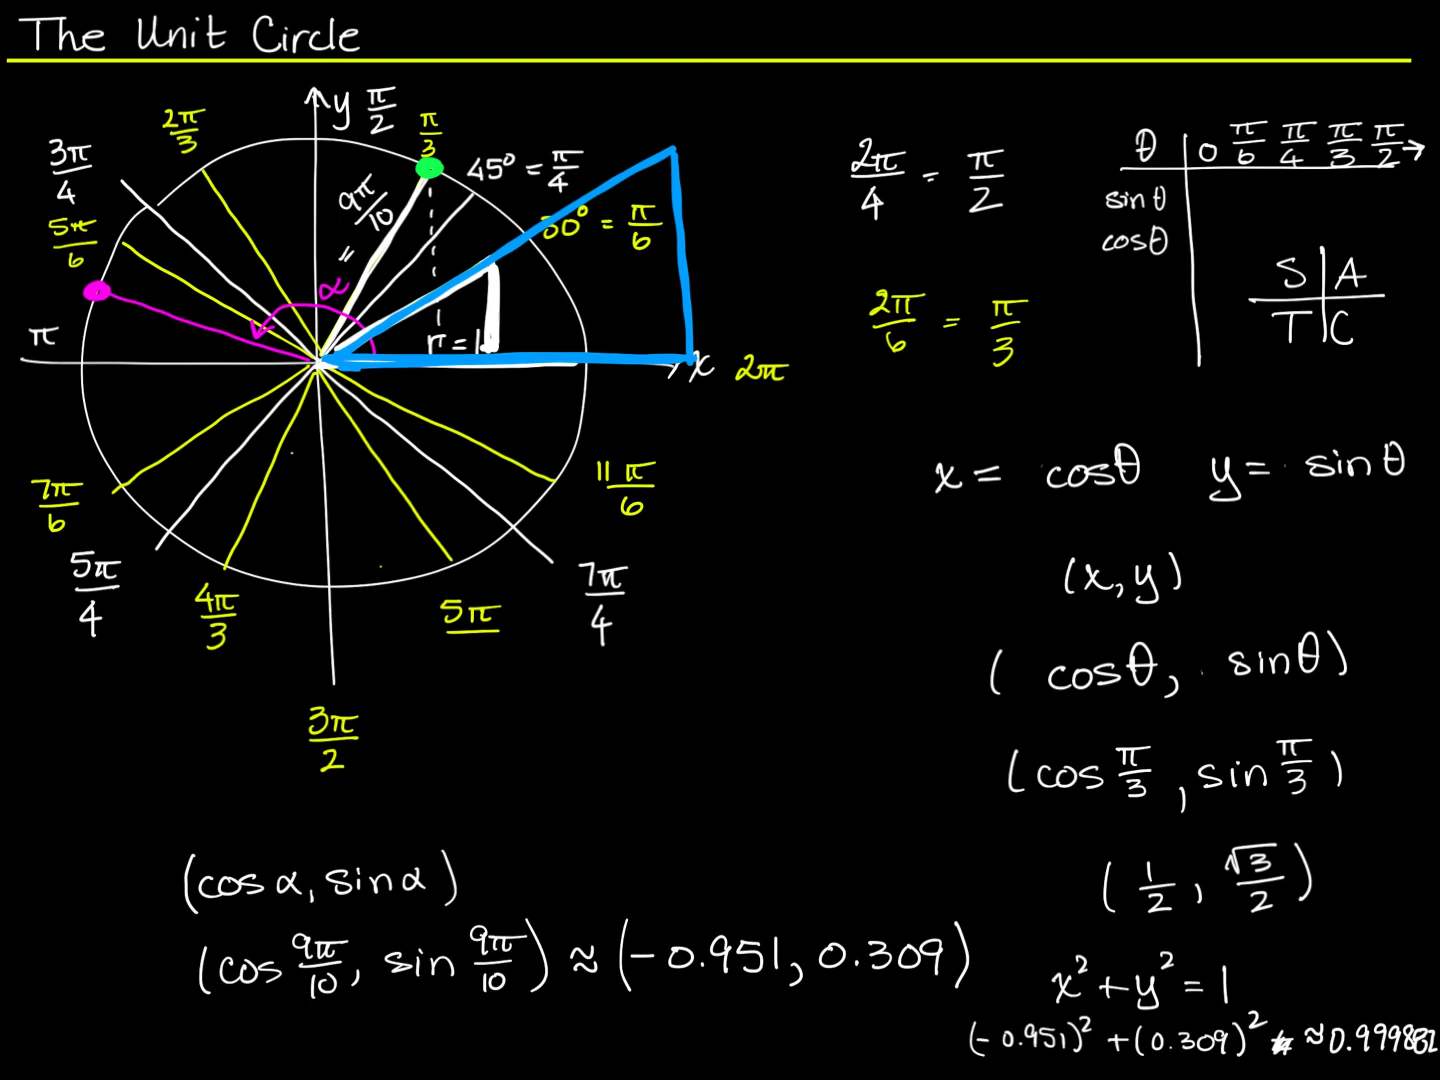 The Unit Circle
y π/2
2π/3
π/3
3π/4
45° = π/4
5π/6
9π/10 =
30° = π/6
α
π
r = 1
x 2π
7π/6
11π/6
5π/4
4π/3
5π
7π/4
3π/2
2π/4 = π/2
2π/6 = π/3
θ 0 π/6 π/4 π/3 π/2
sinθ
cosθ
S A
T C
x = cosθ y = sinθ
(x, y)
(cosθ, sinθ)
(cos π/3, sin π/3)
(1/2, √3/2)
(cosα, sinα)
(cos 9π/10, sin 9π/10) ≈ (-0.951, 0.309)
x² + y² = 1
(-0.951)² + (0.309)² ≈ 0.999882